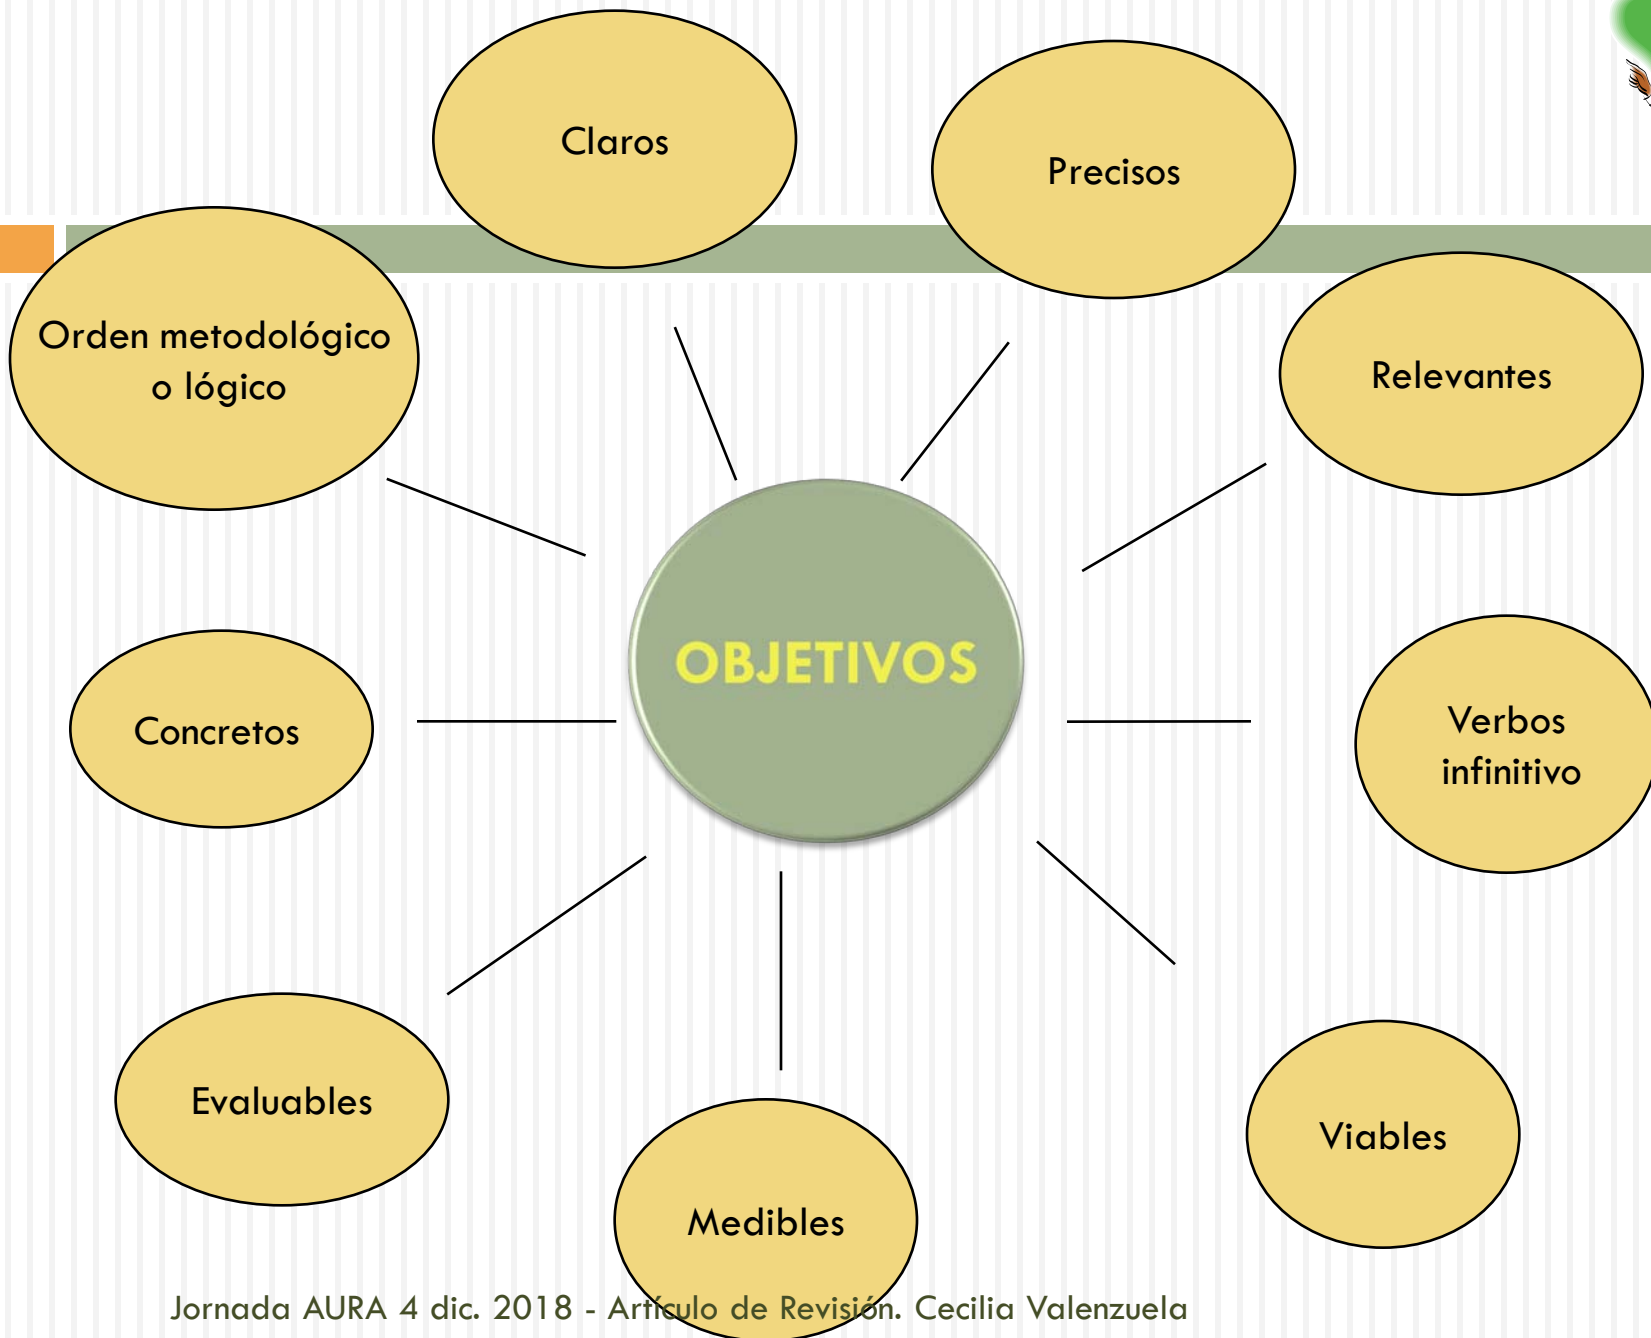 Claros
Precisos
Orden metodológico
o lógico
Relevantes
OBJETIVOS
Concretos
Verbos
infinitivo
Evaluables
Viables
Medibles
Jornada AURA 4 dic. 2018 - Artículo de Revisión. Cecilia Valenzuela